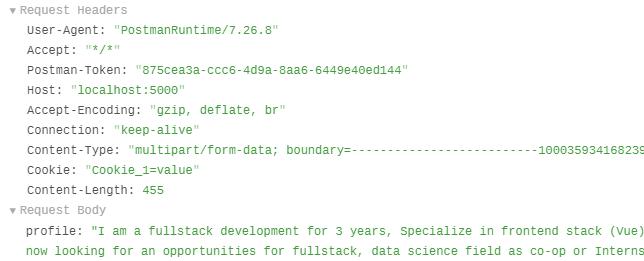 ▼ Request Headers
User-Agent: "PostmanRuntime/7.26.8"
Accept: "*/*"
Postman-Token: "875cea3a-ccc6-4d9a-8aa6-6449e40ed144"
Host: "localhost:5000"
Accept-Encoding: "gzip, deflate, br"
Connection: "keep-alive"
Content-Type: "multipart/form-data; boundary=--------------------------100035934168239
Cookie: "Cookie_1=value"
Content-Length: 455
▼ Request Body
profile: "I am a fullstack development for 3 years, Specialize in frontend stack (Vue)
now looking for an opportunities for fullstack, data science field as co-op or Interns